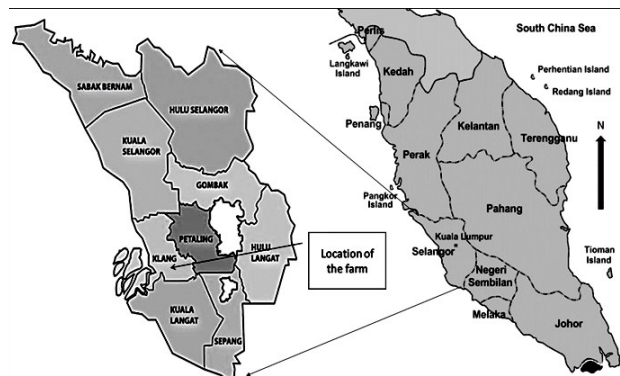 SABAK BERNAM
HULU SELANGOR
KUALA
SELANGOR
GOMBAK
PETALING
KLANG
HULU
LANGAT
KUALA
LANGAT
SEPANG
Location of
the farm
South China Sea
Perlis
Langkawi
Island
Kedah
Perhentian Island
Redang Island
Penang
Kelantan
Terengganu
N
Perak
Pangkor
Island
Pahang
Kuala Lumpur
Selangor
Tioman
Island
Negeri
Sembilan
Melaka
Johor